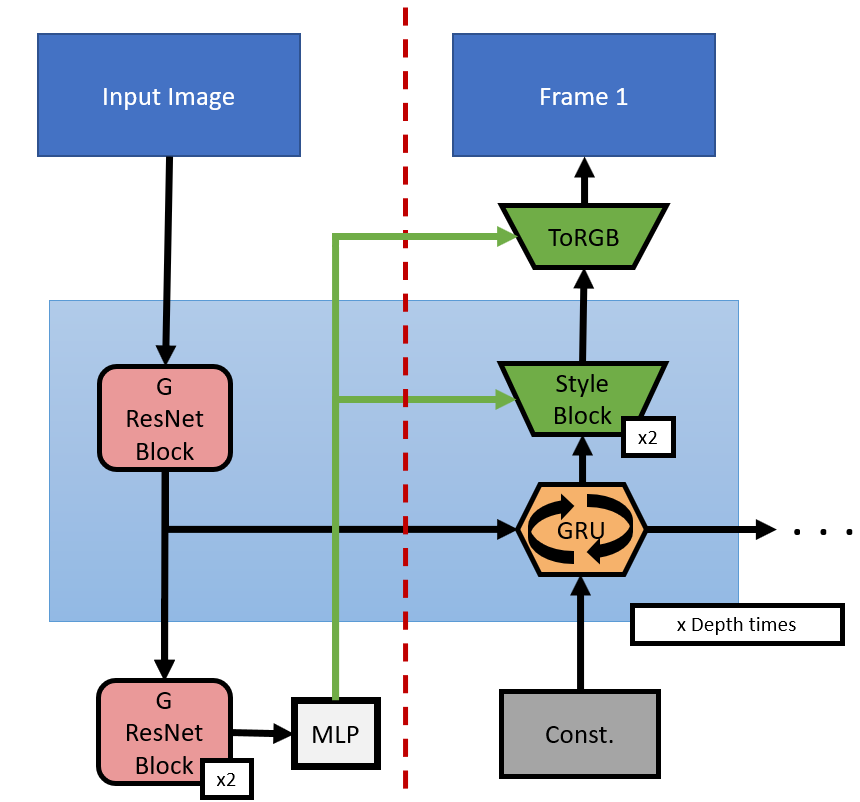 Input Image
Frame 1
ToRGB
G
ResNet
Block
Style
Block
x2
GRU
. . .
x Depth times
G
ResNet
Block
x2
MLP
Const.